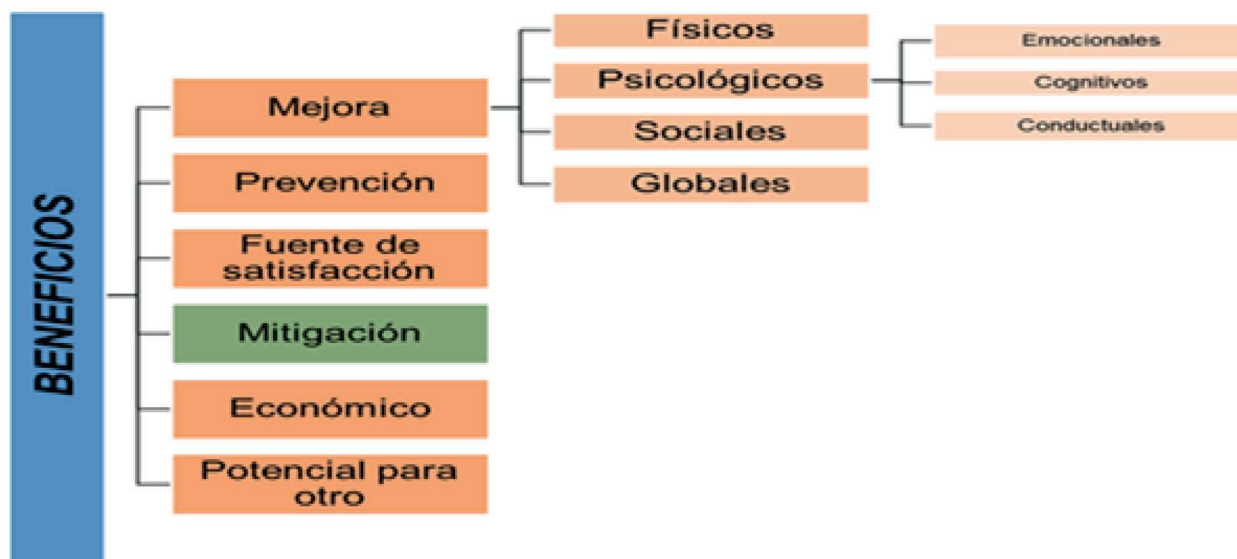 BENEFICIOS
Mejora
Prevención
Fuente de
satisfacción
Mitigación
Económico
Potencial para
otro
Físicos
Psicológicos
Sociales
Globales
Emocionales
Cognitivos
Conductuales